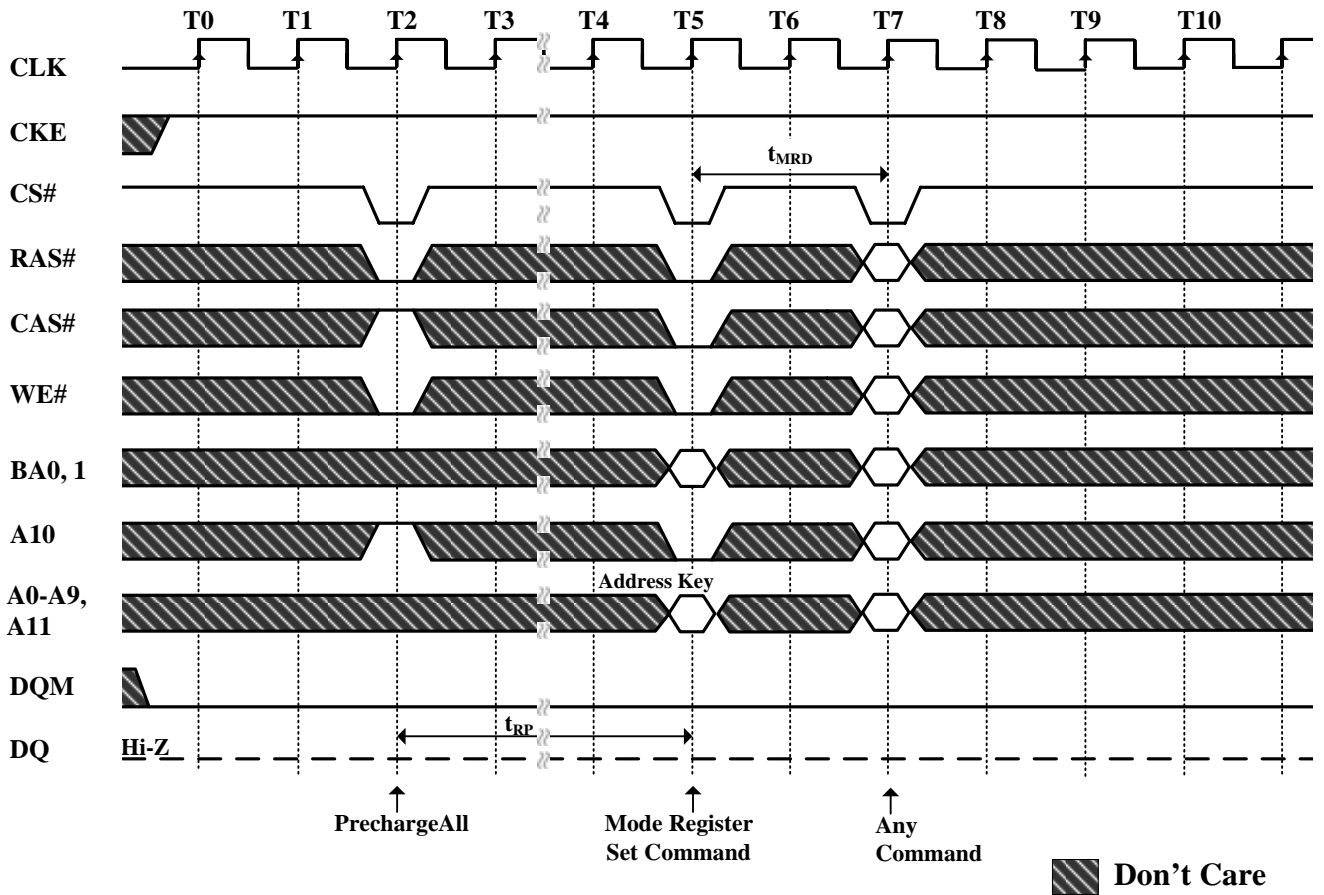 T0 T1 T2 T3 T4 T5 T6 T7 T8 T9 T10
CLK
CKE
tMRD
CS#
RAS#
CAS#
WE#
BA0, 1
A10
Address Key
A0-A9,
A11
DQM
tRP
DQ Hi-Z
PrechargeAll
Mode Register
Set Command
Any
Command
Don't Care